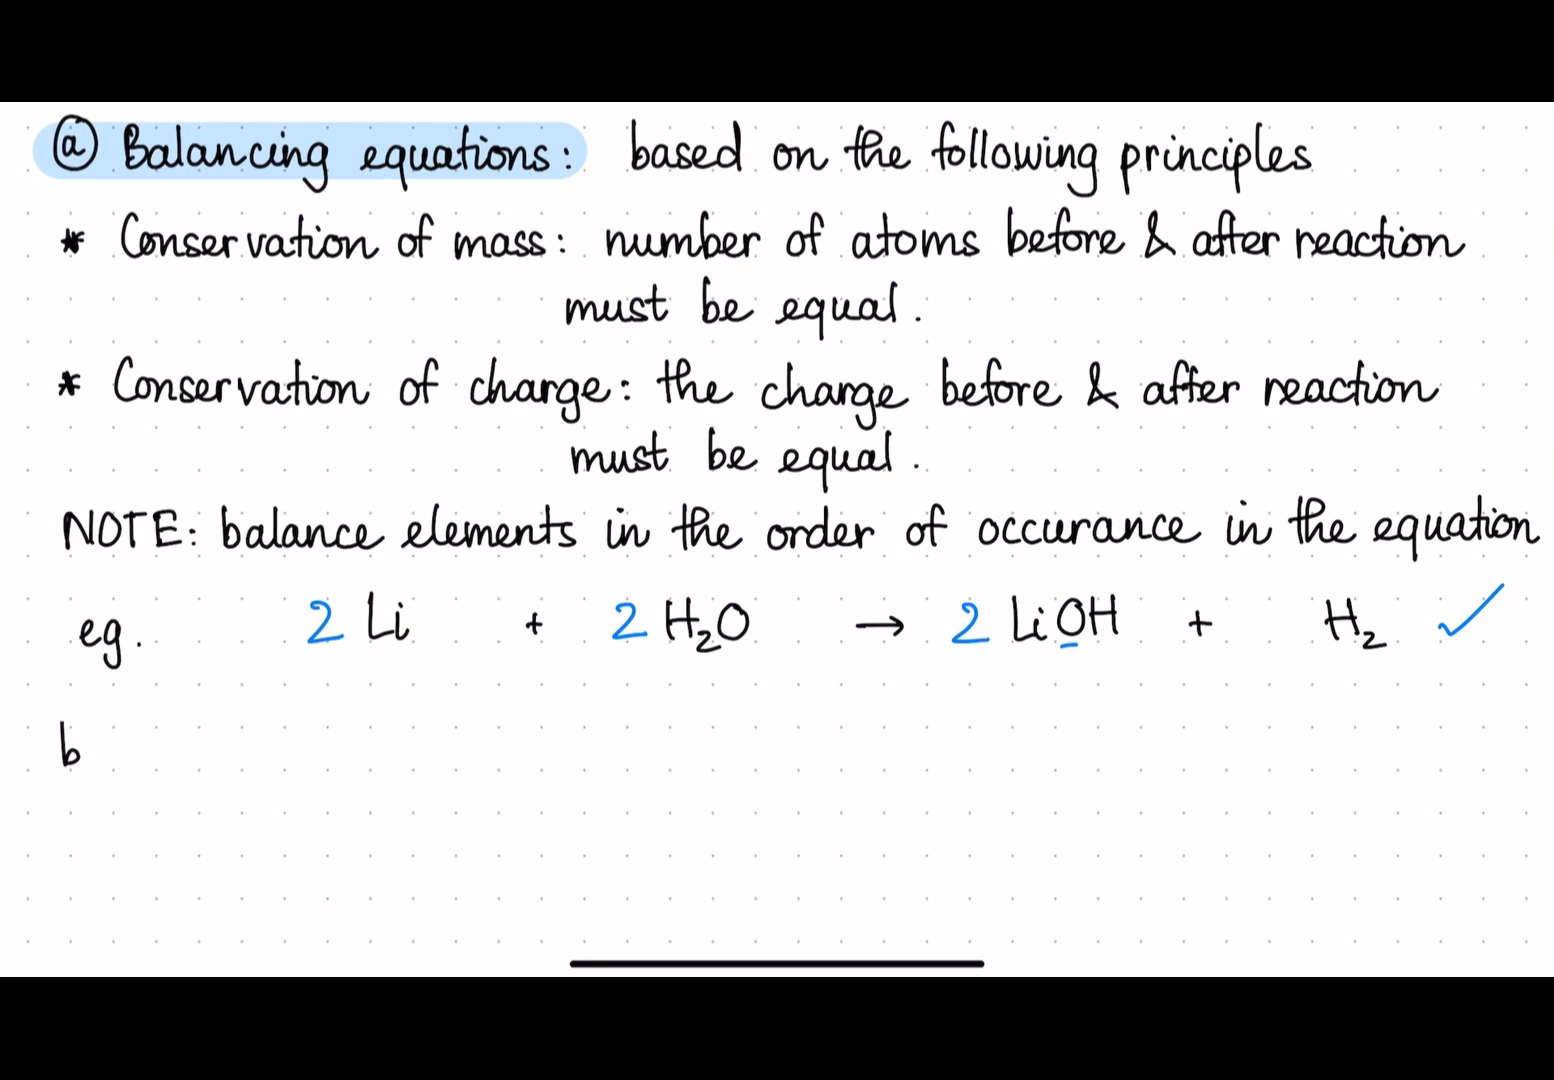 ⓐ Balancing equations: based on the following principles
* Conservation of mass: number of atoms before & after reaction
must be equal.
* Conservation of charge: the charge before & after reaction
must be equal.
NOTE: balance elements in the order of occurance in the equation
eg. 2 Li + 2 H₂O → 2 LiOH + H₂ ✓
b